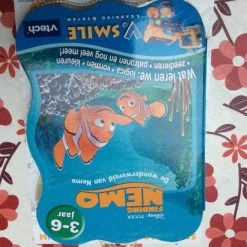 vtech
V.SMILE
LEARNING SYSTEM
Wat leren we: logica • vormen • kleuren
• zeedieren • patronen en nog veel meer!
De wonderwereld van Nemo
DISNEY • PIXAR
FINDING
NEMO
3-6
jaar